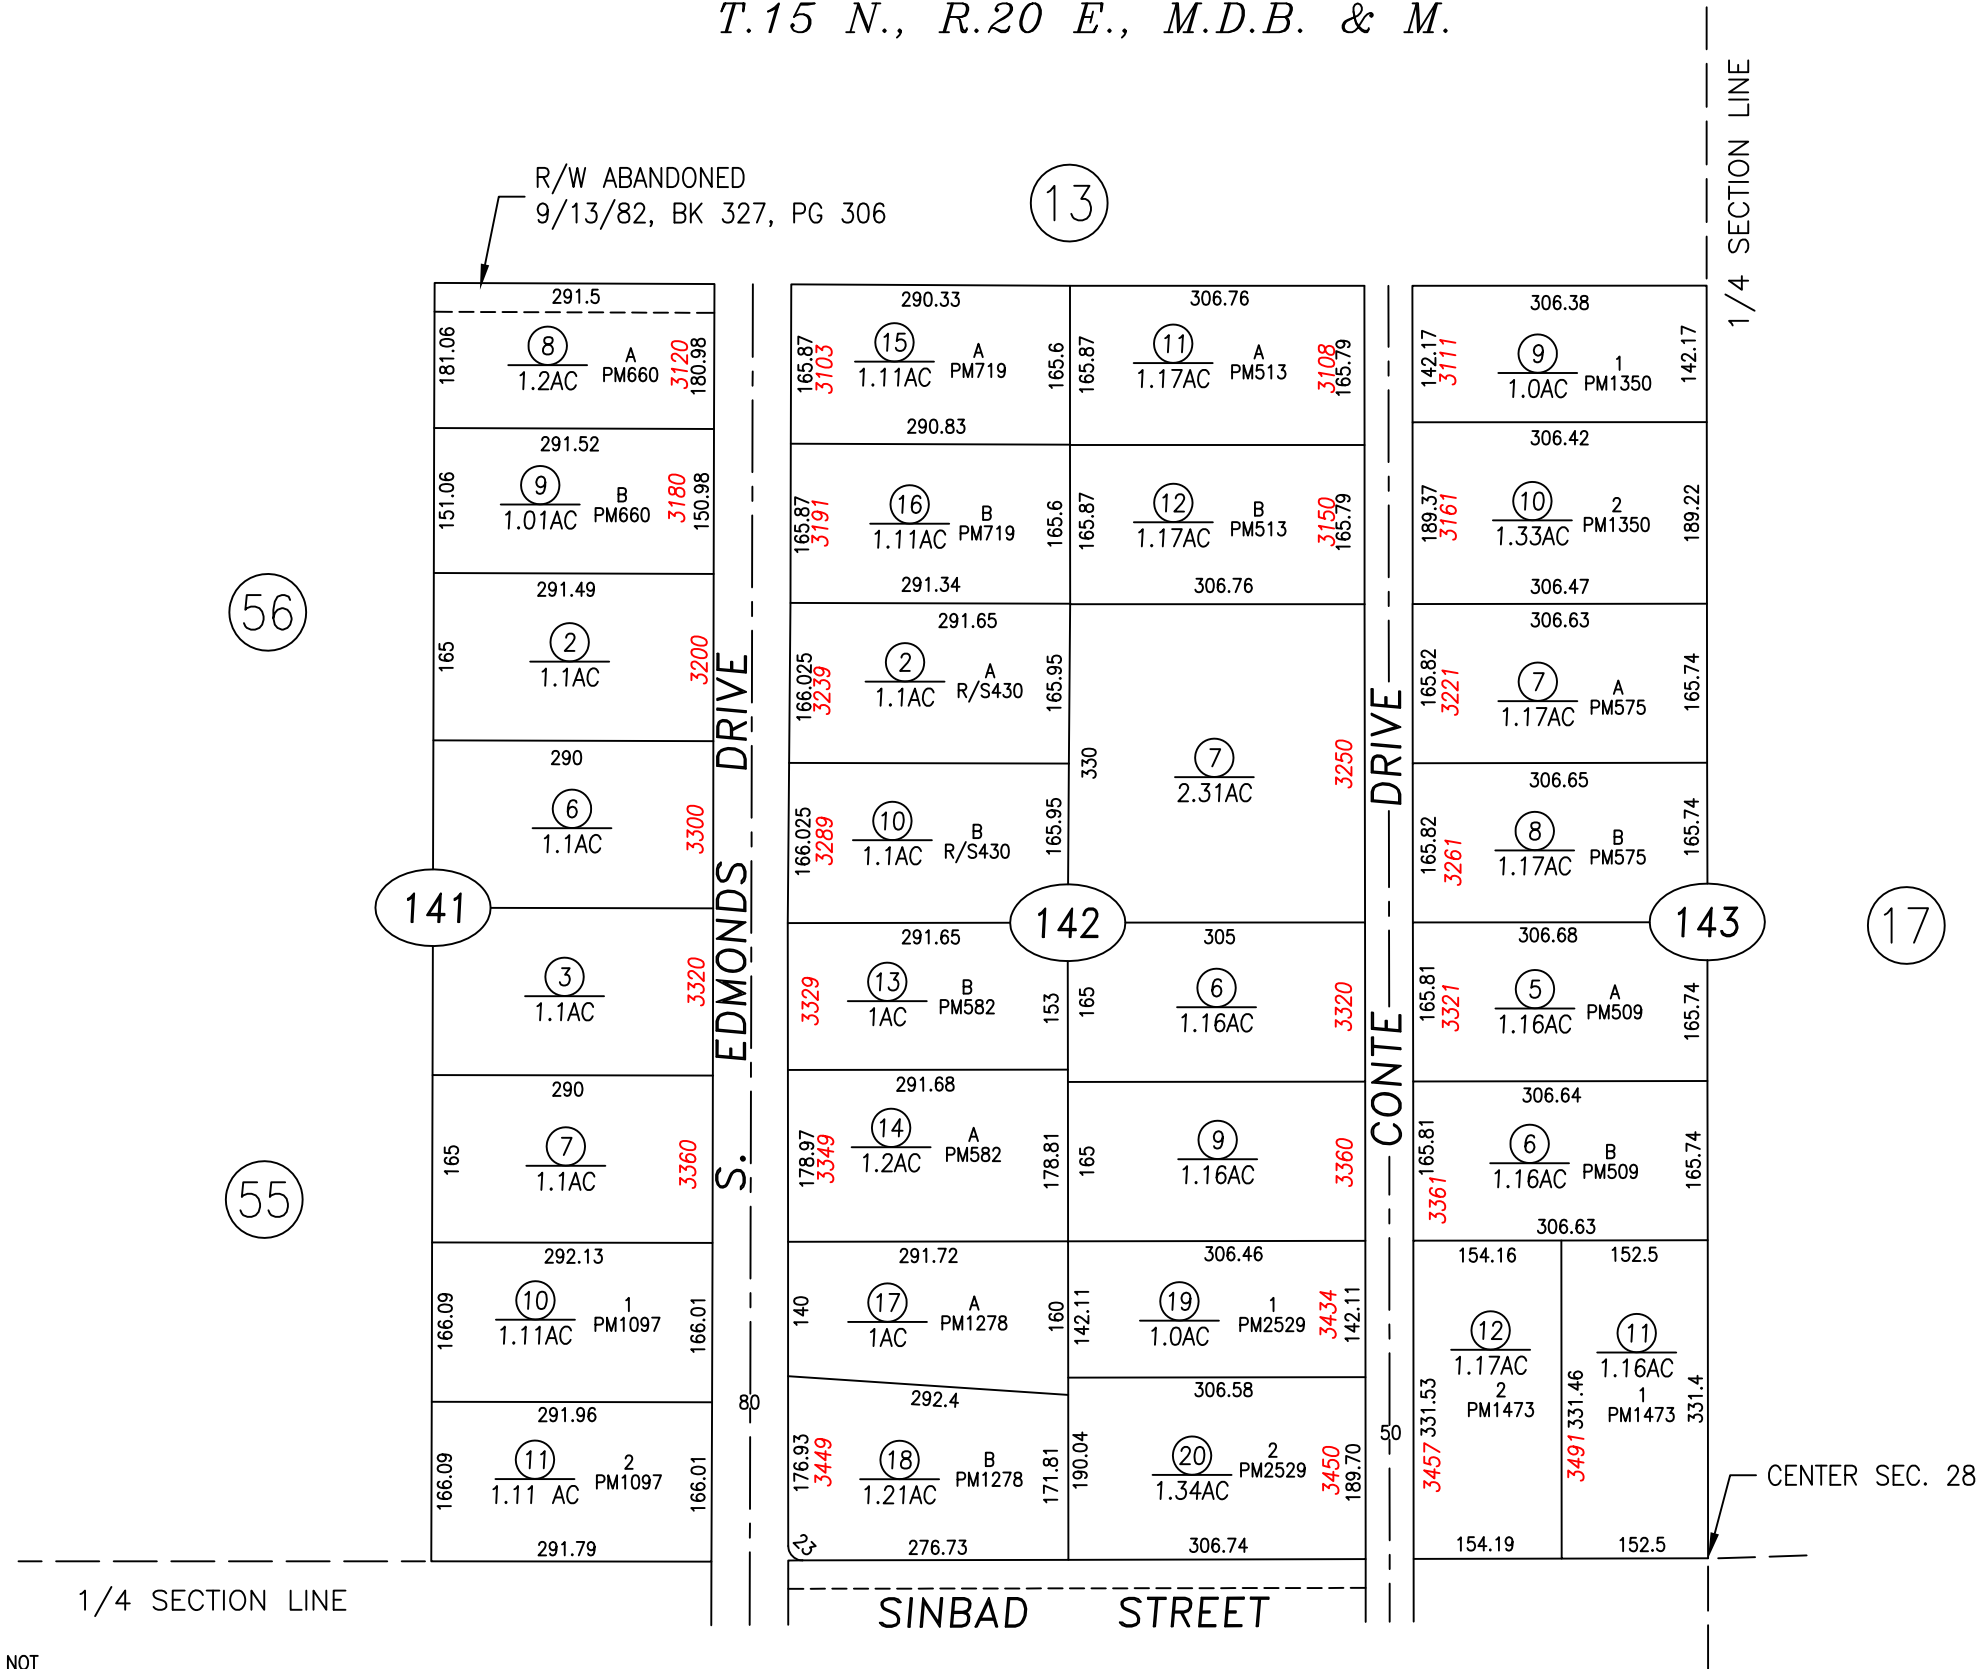 T.15 N., R.20 E., M.D.B. & M.
1/4 SECTION LINE
R/W ABANDONED
9/13/82, BK 327, PG 306
13
56
55
17
141
142
143
S. EDMONDS DRIVE
CONTE DRIVE
SINBAD STREET
80
50
291.5
181.06
8
1.2AC
A
PM660
3120
180.98
291.52
151.06
9
1.01AC
B
PM660
3180
150.98
291.49
165
2
1.1AC
3200
290
6
1.1AC
3300
3
1.1AC
3320
290
165
7
1.1AC
3360
292.13
166.09
10
1.11AC
1
PM1097
166.01
291.96
166.09
11
1.11 AC
2
PM1097
166.01
291.79
290.33
165.87
3103
15
1.11AC
A
PM719
165.6
290.83
165.87
3191
16
1.11AC
B
PM719
165.6
291.34
291.65
166.025
3239
2
1.1AC
A
R/S430
165.95
166.025
3289
10
1.1AC
B
R/S430
165.95
291.65
3329
13
1AC
B
PM582
153
291.68
178.97
3349
14
1.2AC
A
PM582
178.81
291.72
140
17
1AC
A
PM1278
160
292.4
176.93
3449
18
1.21AC
B
PM1278
171.81
23
276.73
306.76
165.87
11
1.17AC
A
PM513
3108
165.79
165.87
12
1.17AC
B
PM513
3150
165.79
306.76
330
7
2.31AC
3250
305
165
6
1.16AC
3320
165
9
1.16AC
3360
306.46
142.11
19
1.0AC
1
PM2529
3434
142.11
306.58
190.04
20
1.34AC
2
PM2529
3450
189.70
306.74
306.38
142.17
3111
9
1.0AC
1
PM1350
142.17
306.42
189.37
3161
10
1.33AC
2
PM1350
189.22
306.47
306.63
165.82
3221
7
1.17AC
A
PM575
165.74
306.65
165.82
3261
8
1.17AC
B
PM575
165.74
306.68
165.81
3321
5
1.16AC
A
PM509
165.74
306.64
165.81
3361
6
1.16AC
B
PM509
165.74
306.63
154.16
12
1.17AC
2
PM1473
331.53
3457
154.19
152.5
11
1.16AC
1
PM1473
331.46
3491
331.4
152.5
CENTER SEC. 28
1/4 SECTION LINE
NOT